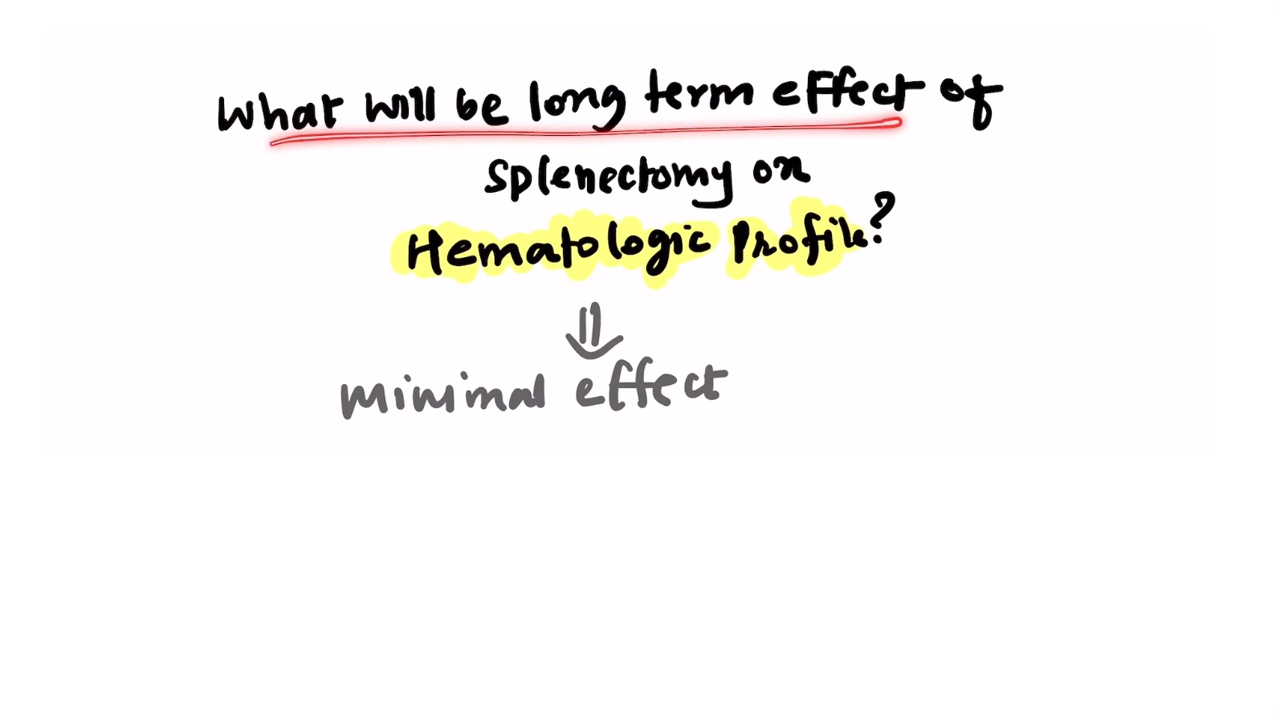 What will be long term effect of
Splenectomy on
Hematologic Profile?
minimal effect